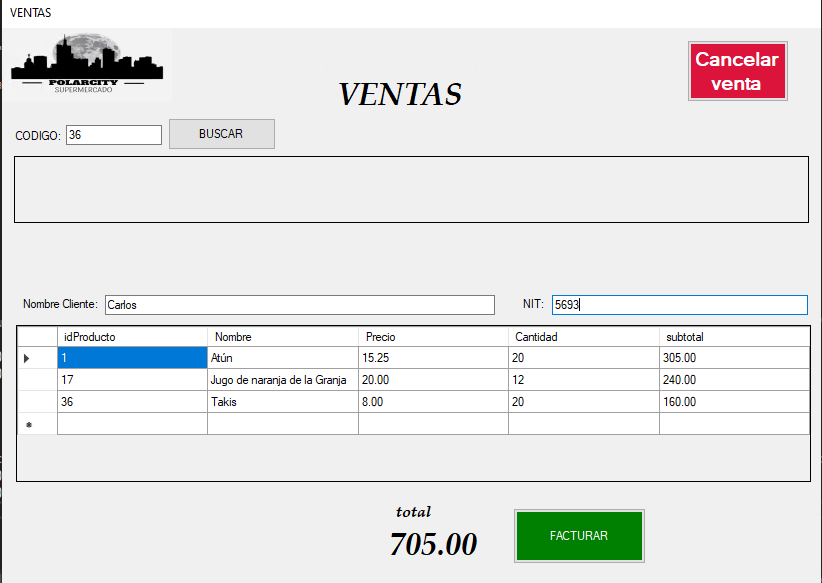 VENTAS
POLARCITY
SUPERMERCADO
VENTAS
Cancelar
venta
CODIGO: 36 BUSCAR
Nombre Cliente: Carlos NIT: 5693
idProducto Nombre Precio Cantidad subtotal
1 Atún 15.25 20 305.00
17 Jugo de naranja de la Granja 20.00 12 240.00
36 Takis 8.00 20 160.00
total
705.00
FACTURAR